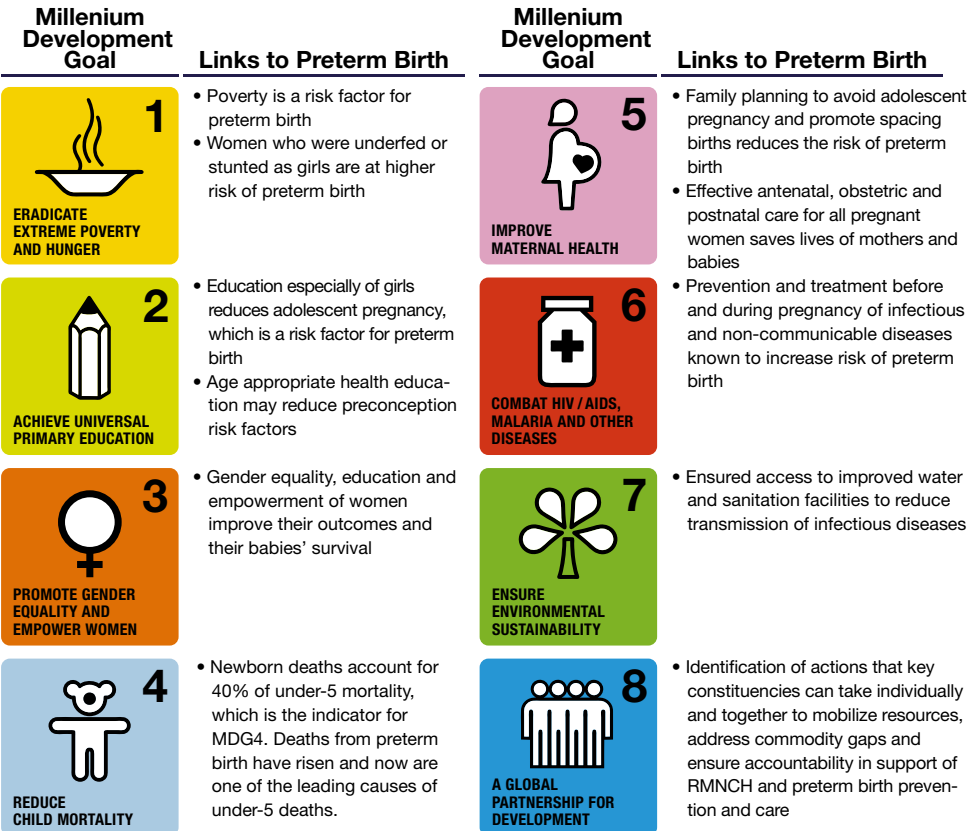 Millenium
Development
Goal
Links to Preterm Birth
1
ERADICATE
EXTREME POVERTY
AND HUNGER
• Poverty is a risk factor for
preterm birth
• Women who were underfed or
stunted as girls are at higher
risk of preterm birth
2
ACHIEVE UNIVERSAL
PRIMARY EDUCATION
• Education especially of girls
reduces adolescent pregnancy,
which is a risk factor for preterm
birth
• Age appropriate health educa-
tion may reduce preconception
risk factors
3
PROMOTE GENDER
EQUALITY AND
EMPOWER WOMEN
• Gender equality, education and
empowerment of women
improve their outcomes and
their babies’ survival
4
REDUCE
CHILD MORTALITY
• Newborn deaths account for
40% of under-5 mortality,
which is the indicator for
MDG4. Deaths from preterm
birth have risen and now are
one of the leading causes of
under-5 deaths.
Millenium
Development
Goal
Links to Preterm Birth
5
IMPROVE
MATERNAL HEALTH
• Family planning to avoid adolescent
pregnancy and promote spacing
births reduces the risk of preterm
birth
• Effective antenatal, obstetric and
postnatal care for all pregnant
women saves lives of mothers and
babies
6
COMBAT HIV / AIDS,
MALARIA AND OTHER
DISEASES
• Prevention and treatment before
and during pregnancy of infectious
and non-communicable diseases
known to increase risk of preterm
birth
7
ENSURE
ENVIRONMENTAL
SUSTAINABILITY
• Ensured access to improved water
and sanitation facilities to reduce
transmission of infectious diseases
8
A GLOBAL
PARTNERSHIP FOR
DEVELOPMENT
• Identification of actions that key
constituencies can take individually
and together to mobilize resources,
address commodity gaps and
ensure accountability in support of
RMNCH and preterm birth preven-
tion and care